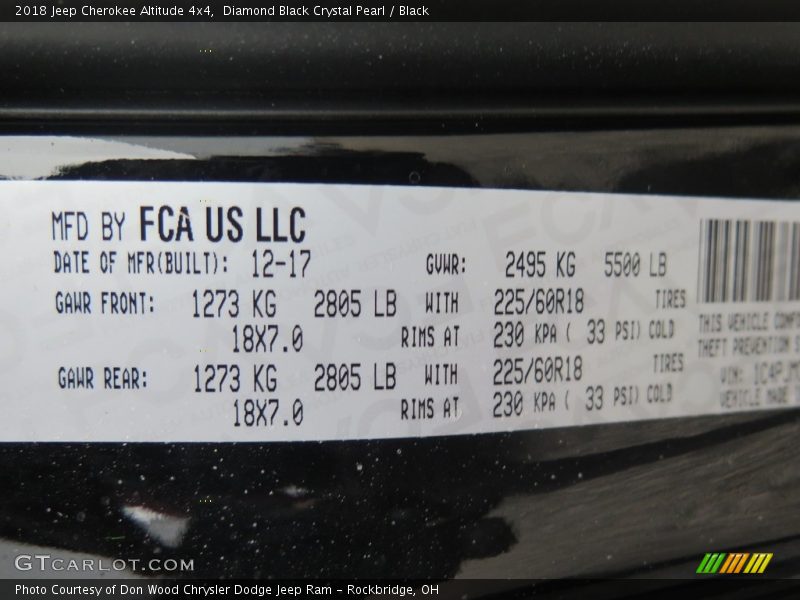 2018 Jeep Cherokee Altitude 4x4,  Diamond Black Crystal Pearl / Black
MFD BY FCA US LLC
DATE OF MFR(BUILT): 12-17 GVWR: 2495 KG 5500 LB
GAWR FRONT: 1273 KG 2805 LB WITH 225/60R18 TIRES
18X7.0 RIMS AT 230 KPA ( 33 PSI) COLD
GAWR REAR: 1273 KG 2805 LB WITH 225/60R18 TIRES
18X7.0 RIMS AT 230 KPA ( 33 PSI) COLD
THIS VEHICLE
THEFT PREVENTION S
VIN: 1C4PJM
VEHICLE MADE
GTCARLOT.COM
Photo Courtesy of Don Wood Chrysler Dodge Jeep Ram – Rockbridge, OH